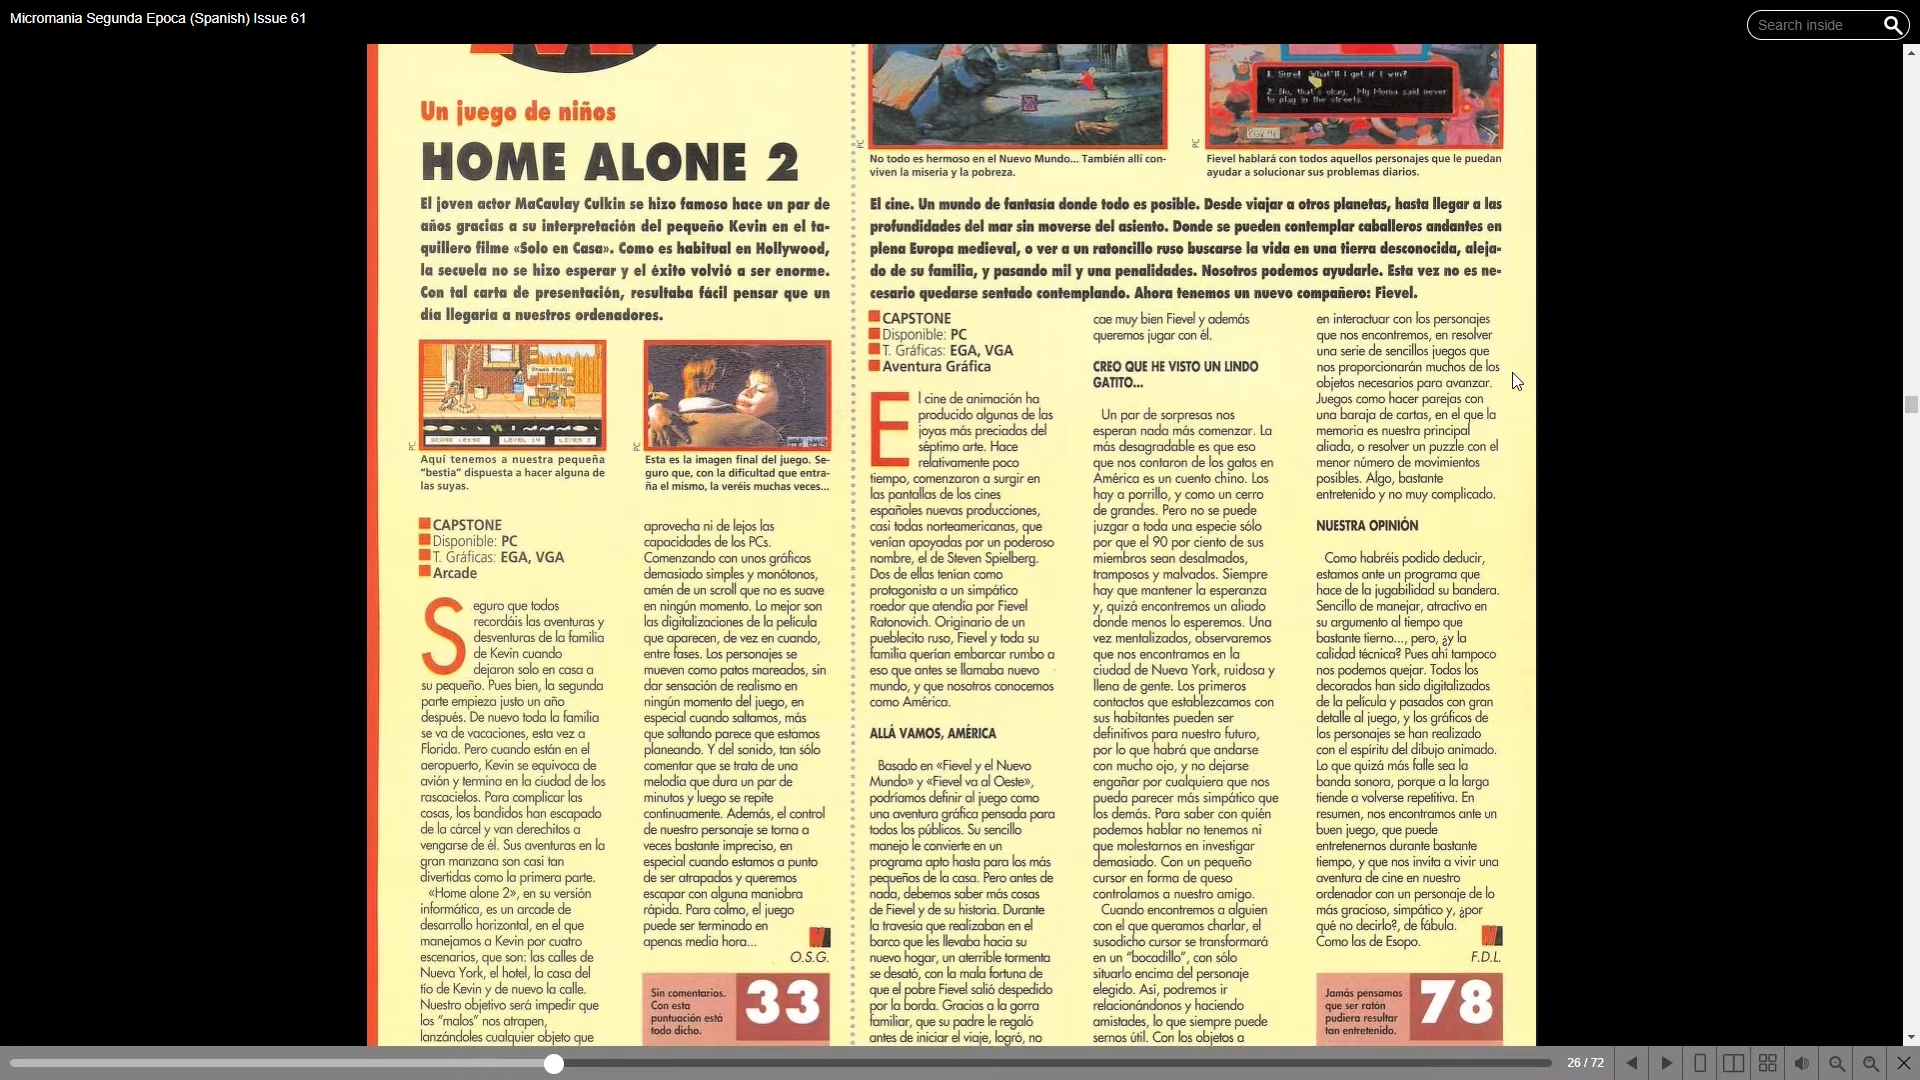 Micromania Segunda Epoca (Spanish) Issue 61
Search inside
Un juego de niños
HOME ALONE 2
El joven actor MaCaulay Culkin se hizo famoso hace un par de
años gracias a su interpretación del pequeño Kevin en el ta-
quillero filme «Solo en Casa». Como es habitual en Hollywood,
la secuela no se hizo esperar y el éxito volvió a ser enorme.
Con tal carta de presentación, resultaba fácil pensar que un
día llegaría a nuestros ordenadores.
PC
Aquí tenemos a nuestra pequeña
“bestia” dispuesta a hacer alguna de
las suyas.
PC
Esta es la imagen final del juego. Se-
guro que, con la dificultad que entra-
ña el mismo, la veréis muchas veces...
CAPSTONE
Disponible: PC
T. Gráficas: EGA, VGA
Arcade
Seguro que todos
recordáis las aventuras y
desventuras de la familia
de Kevin cuando
dejaron solo en casa a
su pequeño. Pues bien, la segunda
parte empieza justo un año
después. De nuevo toda la familia
se va de vacaciones, esta vez a
Florida. Pero cuando están en el
aeropuerto, Kevin se equivoca de
avión y termina en la ciudad de los
rascacielos. Para complicar las
cosas, los bandidos han escapado
de la cárcel y van derechitos a
vengarse de él. Sus aventuras en la
gran manzana son casi tan
divertidas como la primera parte.
«Home alone 2», en su versión
informática, es un arcade de
desarrollo horizontal, en el que
manejamos a Kevin por cuatro
escenarios, que son: las calles de
Nueva York, el hotel, la casa del
tío de Kevin y de nuevo la calle.
Nuestro objetivo será impedir que
los “malos” nos atrapen,
lanzándoles cualquier objeto que
aprovecha ni de lejos las
capacidades de los PCs.
Comenzando con unos gráficos
demasiado simples y monótonos,
amén de un scroll que no es suave
en ningún momento. Lo mejor son
las digitalizaciones de la película
que aparecen, de vez en cuando,
entre fases. Los personajes se
mueven como patos mareados, sin
dar sensación de realismo en
ningún momento del juego, en
especial cuando saltamos, más
que saltando parece que estamos
planeando. Y del sonido, tan sólo
comentar que se trata de una
melodía que dura un par de
minutos y luego se repite
continuamente. Además, el control
de nuestro personaje se torna a
veces bastante impreciso, en
especial cuando estamos a punto
de ser atrapados y queremos
escapar con alguna maniobra
rápida. Para colmo, el juego
puede ser terminado en
apenas media hora...
O.S.G.
Sin comentarios.
Con esta
puntuación está
todo dicho.
33
PC
No todo es hermoso en el Nuevo Mundo... También allí con-
viven la miseria y la pobreza.
1. Sure! What'll I get if I win?
2. No, that's okay. My Moma said never
to play in the streets.
PC
Fievel hablará con todos aquellos personajes que le puedan
ayudar a solucionar sus problemas diarios.
El cine. Un mundo de fantasía donde todo es posible. Desde viajar a otros planetas, hasta llegar a las
profundidades del mar sin moverse del asiento. Donde se pueden contemplar caballeros andantes en
plena Europa medieval, o ver a un ratoncillo ruso buscarse la vida en una tierra desconocida, aleja-
do de su familia, y pasando mil y una penalidades. Nosotros podemos ayudarle. Esta vez no es ne-
cesario quedarse sentado contemplando. Ahora tenemos un nuevo compañero: Fievel.
CAPSTONE
Disponible: PC
T. Gráficas: EGA, VGA
Aventura Gráfica
El cine de animación ha
producido algunas de las
joyas más preciadas del
séptimo arte. Hace
relativamente poco
tiempo, comenzaron a surgir en
las pantallas de los cines
españoles nuevas producciones,
casi todas norteamericanas, que
venían apoyadas por un poderoso
nombre, el de Steven Spielberg.
Dos de ellas tenían como
protagonista a un simpático
roedor que atendía por Fievel
Ratonovich. Originario de un
pueblecito ruso, Fievel y toda su
familia querían embarcar rumbo a
eso que antes se llamaba nuevo
mundo, y que nosotros conocemos
como América.
ALLÁ VAMOS, AMÉRICA
Basado en «Fievel y el Nuevo
Mundo» y «Fievel va al Oeste»,
podríamos definir al juego como
una aventura gráfica pensada para
todos los públicos. Su sencillo
manejo le convierte en un
programa apto hasta para los más
pequeños de la casa. Pero antes de
nada, debemos saber más cosas
de Fievel y de su historia. Durante
la travesía que realizaban en el
barco que les llevaba hacia su
nuevo hogar, un aterrible tormenta
se desató, con la mala fortuna de
que el pobre Fievel salió despedido
por la borda. Gracias a la gorra
familiar, que su padre le regaló
antes de iniciar el viaje, logró, no
cae muy bien Fievel y además
queremos jugar con él.
CREO QUE HE VISTO UN LINDO
GATITO...
Un par de sorpresas nos
esperan nada más comenzar. La
más desagradable es que eso
que nos contaron de los gatos en
América es un cuento chino. Los
hay a porrillo, y como un cerro
de grandes. Pero no se puede
juzgar a toda una especie sólo
por que el 90 por ciento de sus
miembros sean desalmados,
tramposos y malvados. Siempre
hay que mantener la esperanza
y, quizá encontremos un aliado
donde menos lo esperemos. Una
vez mentalizados, observaremos
que nos encontramos en la
ciudad de Nueva York, ruidosa y
llena de gente. Los primeros
contactos que establezcamos con
sus habitantes pueden ser
definitivos para nuestro futuro,
por lo que habrá que andarse
con mucho ojo, y no dejarse
engañar por cualquiera que nos
pueda parecer más simpático que
los demás. Para saber con quién
podemos hablar no tenemos ni
que molestarnos en investigar
demasiado. Con un pequeño
cursor en forma de queso
controlamos a nuestro amigo.
Cuando encontremos a alguien
con el que queramos charlar, el
susodicho cursor se transformará
en un “bocadillo”, con sólo
situarlo encima del personaje
elegido. Así, podremos ir
relacionándonos y haciendo
amistades, lo que siempre puede
sernos útil. Con los objetos a
en interactuar con los personajes
que nos encontremos, en resolver
una serie de sencillos juegos que
nos proporcionarán muchos de los
objetos necesarios para avanzar.
Juegos como hacer parejas con
una baraja de cartas, en el que la
memoria es nuestra principal
aliada, o resolver un puzzle con el
menor número de movimientos
posibles. Algo, bastante
entretenido y no muy complicado.
NUESTRA OPINIÓN
Como habréis podido deducir,
estamos ante un programa que
hace de la jugabilidad su bandera.
Sencillo de manejar, atractivo en
su argumento al tiempo que
bastante tierno..., pero, ¿y la
calidad técnica? Pues ahí tampoco
nos podemos quejar. Todos los
decorados han sido digitalizados
de la película y pasados con gran
detalle al juego, y los gráficos de
los personajes se han realizado
con el espíritu del dibujo animado.
Lo que quizá más falle sea la
banda sonora, porque a la larga
tiende a volverse repetitiva. En
resumen, nos encontramos ante un
buen juego, que puede
entretenernos durante bastante
tiempo, y que nos invita a vivir una
aventura de cine en nuestro
ordenador con un personaje de lo
más gracioso, simpático y, ¿por
qué no decirlo?, de fábula.
Como las de Esopo.
F.D.L.
Jamás pensamos
que ser ratón
pudiera resultar
tan entretenido.
78
26 / 72